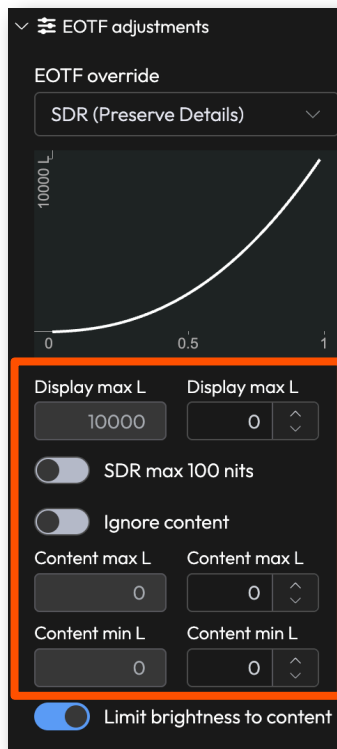 EOTF adjustments
EOTF override
SDR (Preserve Details)
10000 L
0 0.5 1
Display max L Display max L
10000 0
SDR max 100 nits
Ignore content
Content max L Content max L
0 0
Content min L Content min L
0 0
Limit brightness to content